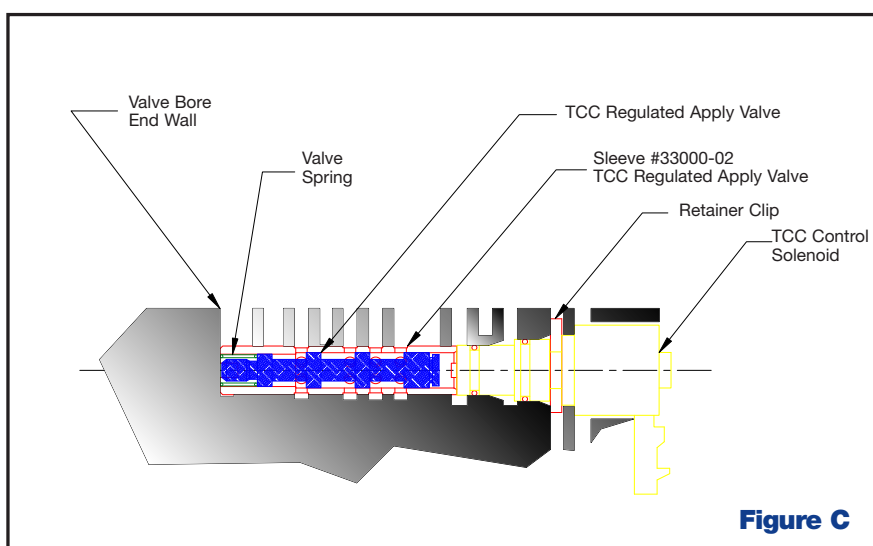 Valve Bore
End Wall
TCC Regulated Apply Valve
Valve
Spring
Sleeve #33000-02
TCC Regulated Apply Valve
Retainer Clip
TCC Control
Solenoid
Figure C